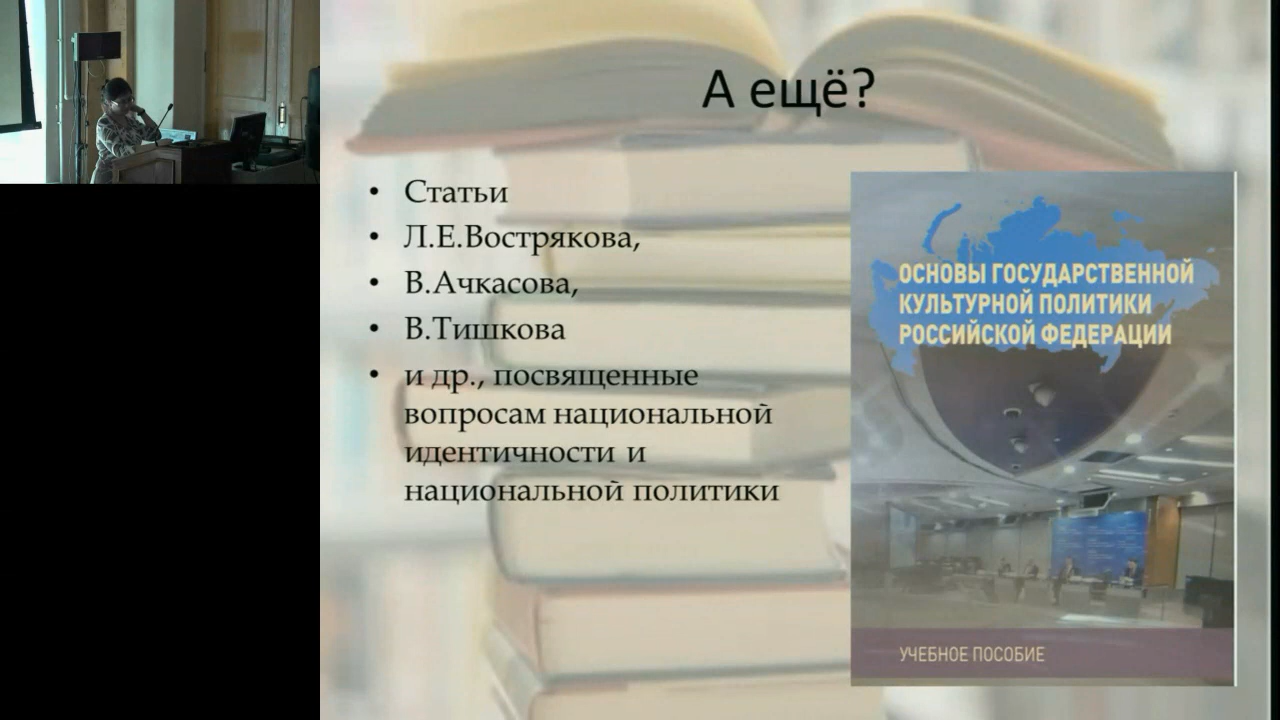 А ещё?
• Статьи
• Л.Е.Вострякова,
• В.Ачкасова,
• В.Тишкова
• и др., посвященные
вопросам национальной
идентичности и
национальной политики
ОСНОВЫ ГОСУДАРСТВЕННОЙ
КУЛЬТУРНОЙ ПОЛИТИКИ
РОССИЙСКОЙ ФЕДЕРАЦИИ
УЧЕБНОЕ ПОСОБИЕ